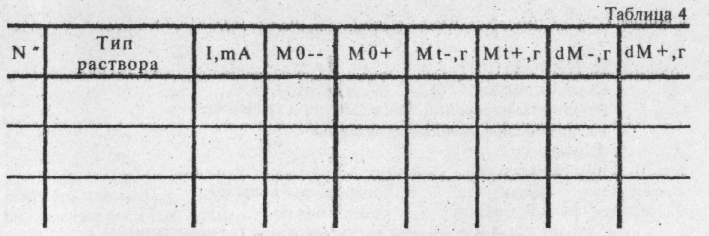 Таблица 4
N" Тип раствора I,mA M0-- M0+ Mt-,г Mt+,г dM-,г dM+,г